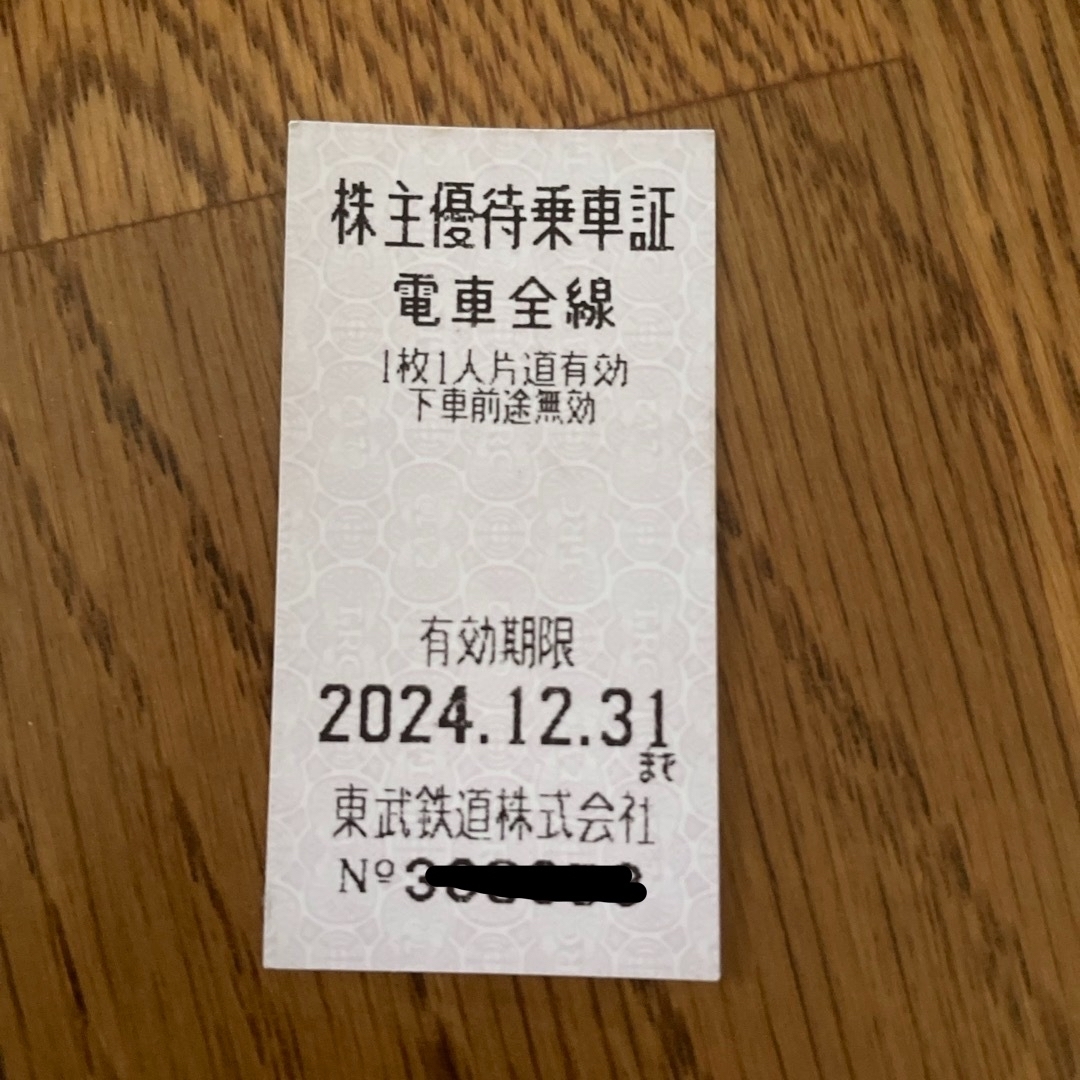 株主優待乗車証
電車全線
1枚1人片道有効
下車前途無効
有効期限
2024.12.31
まで
東武鉄道株式会社
Nº3